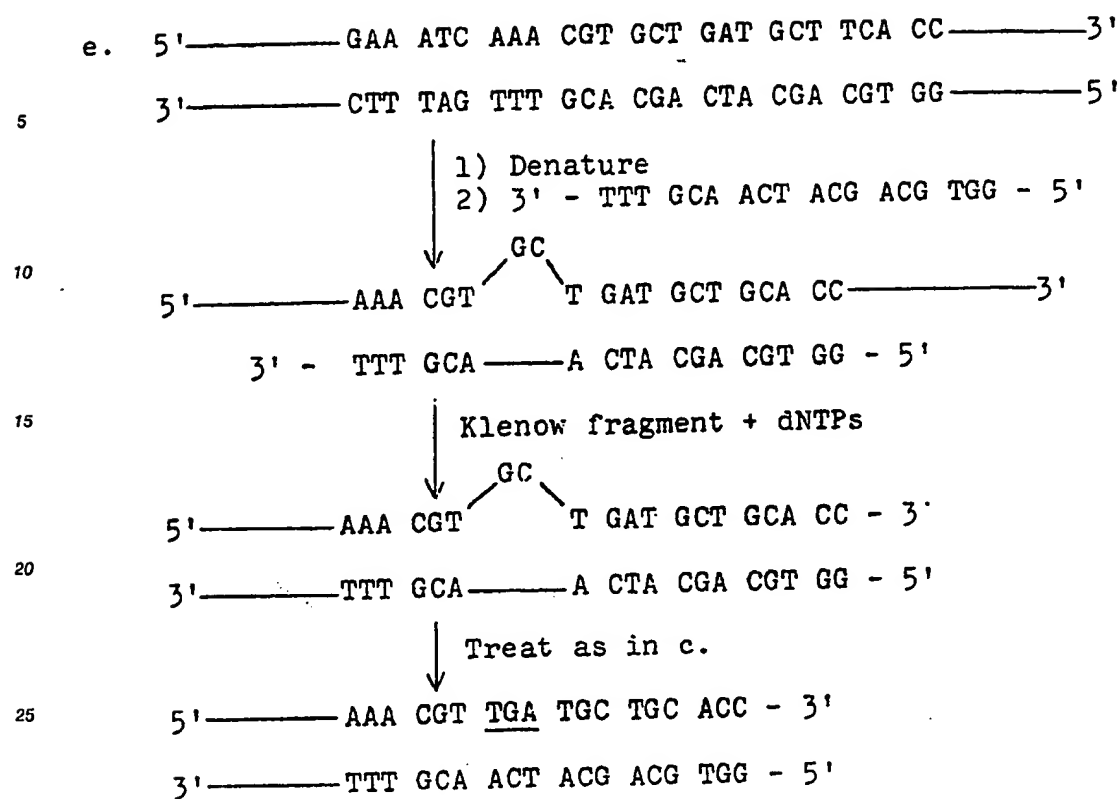 e. 5'—GAA ATC AAA CGT GCT GAT GCT TCA CC—3'
3'—CTT TAG TTT GCA CGA CTA CGA CGT GG—5'
5
1) Denature
2) 3' - TTT GCA ACT ACG ACG TGG - 5'
GC
10
5'—AAA CGT T GAT GCT GCA CC—3'
3' - TTT GCA—A CTA CGA CGT GG - 5'
15
Klenow fragment + dNTPs
GC
5'—AAA CGT T GAT GCT GCA CC - 3'
20
3'—TTT GCA—A CTA CGA CGT GG - 5'
Treat as in c.
25
5'—AAA CGT TGA TGC TGC ACC - 3'
3'—TTT GCA ACT ACG ACG TGG - 5'